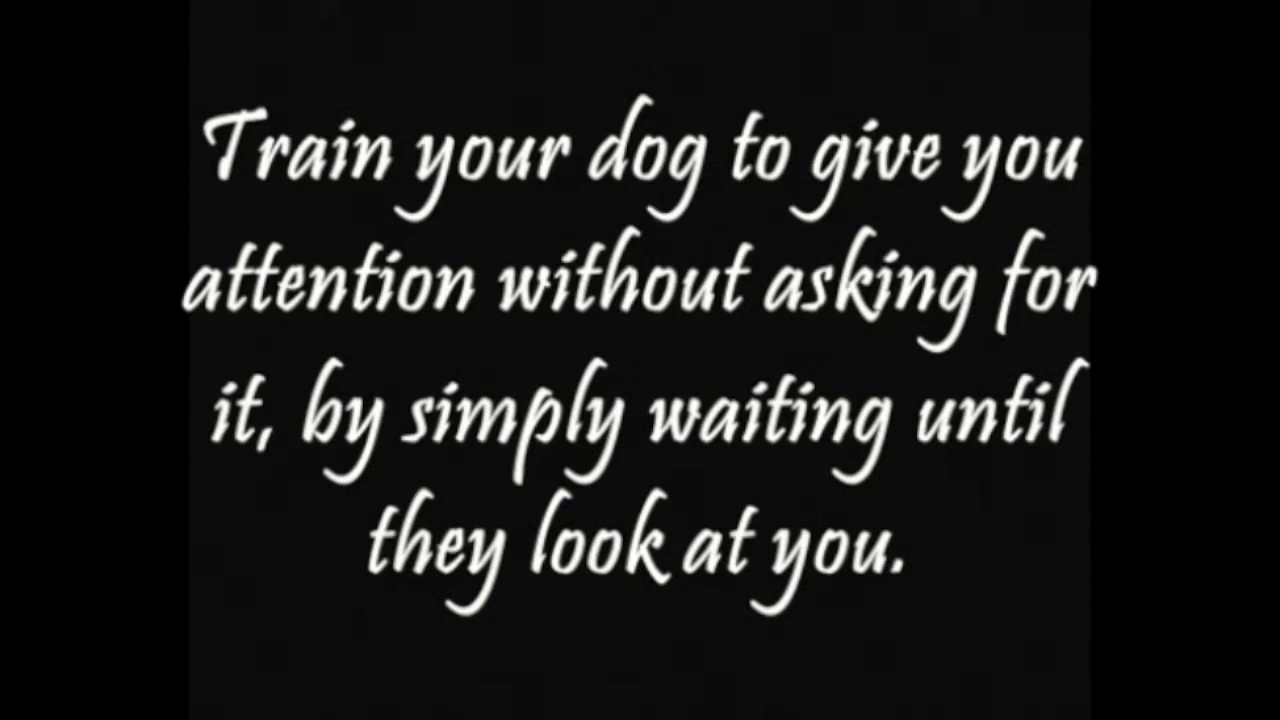 Train your dog to give you
attention without asking for
it, by simply waiting until
they look at you.